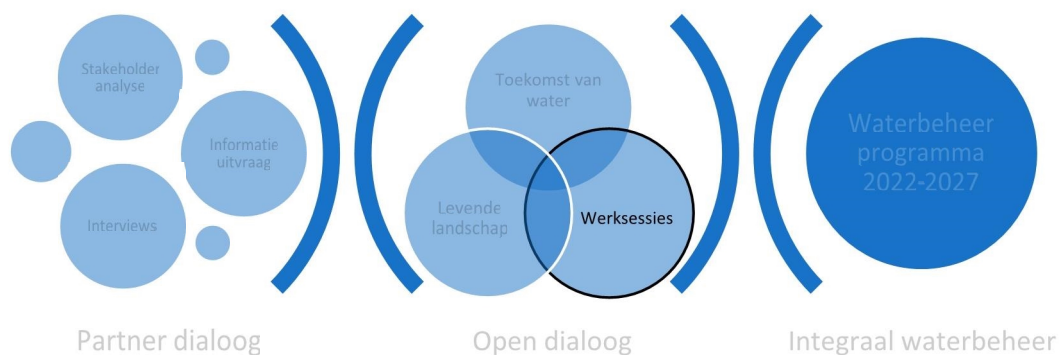 Stakeholder
analyse
Informatie
uitvraag
Interviews
Partner dialoog
Toekomst van
water
Levende
landschap
Werksessies
Open dialoog
Waterbeheer
programma
2022-2027
Integraal waterbeheer